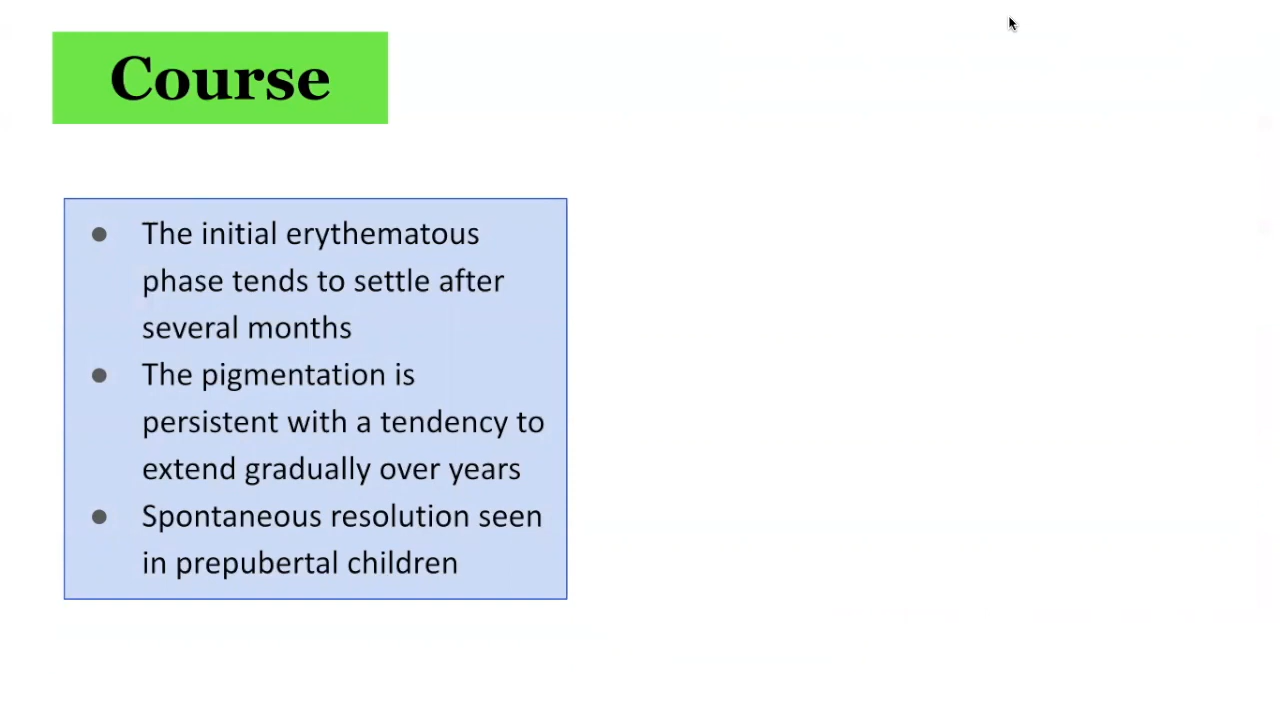 Course
● The initial erythematous
phase tends to settle after
several months
● The pigmentation is
persistent with a tendency to
extend gradually over years
● Spontaneous resolution seen
in prepubertal children